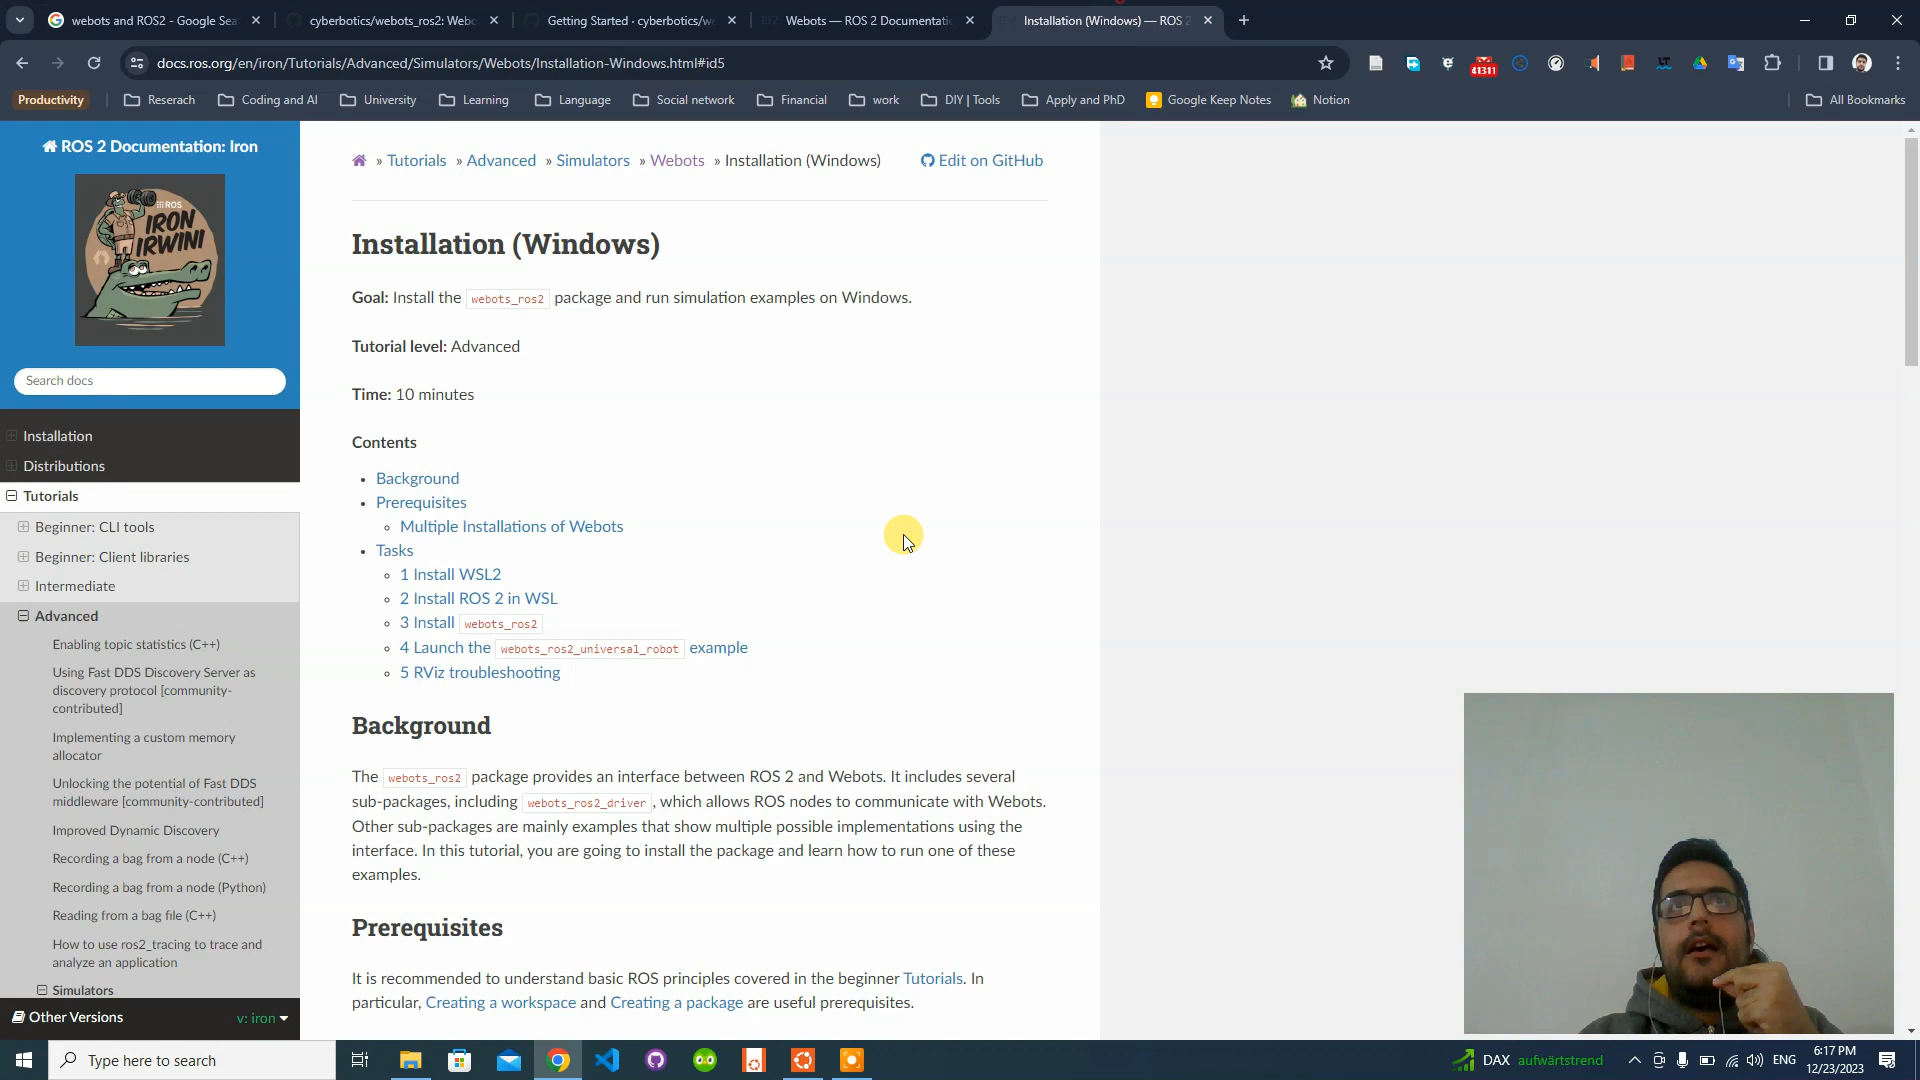 webots and ROS2 - Google Sea
cyberbotics/webots_ros2: Webo
Getting Started · cyberbotics/we
Webots — ROS 2 Documentatio
Installation (Windows) — ROS 2
docs.ros.org/en/iron/Tutorials/Advanced/Simulators/Webots/Installation-Windows.html#id5
41311
Productivity
Reserach
Coding and AI
University
Learning
Language
Social network
Financial
work
DIY | Tools
Apply and PhD
Google Keep Notes
Notion
All Bookmarks
ROS 2 Documentation: Iron
ROS
IRON
IRWINI
Search docs
Installation
Distributions
Tutorials
Beginner: CLI tools
Beginner: Client libraries
Intermediate
Advanced
Enabling topic statistics (C++)
Using Fast DDS Discovery Server as
discovery protocol [community-
contributed]
Implementing a custom memory
allocator
Unlocking the potential of Fast DDS
middleware [community-contributed]
Improved Dynamic Discovery
Recording a bag from a node (C++)
Recording a bag from a node (Python)
Reading from a bag file (C++)
How to use ros2_tracing to trace and
analyze an application
Simulators
Other Versions
v: iron
» Tutorials » Advanced » Simulators » Webots » Installation (Windows)
Edit on GitHub
Installation (Windows)
Goal: Install the webots_ros2 package and run simulation examples on Windows.
Tutorial level: Advanced
Time: 10 minutes
Contents
• Background
• Prerequisites
◦ Multiple Installations of Webots
• Tasks
◦ 1 Install WSL2
◦ 2 Install ROS 2 in WSL
◦ 3 Install webots_ros2
◦ 4 Launch the webots_ros2_universal_robot example
◦ 5 RViz troubleshooting
Background
The webots_ros2 package provides an interface between ROS 2 and Webots. It includes several
sub-packages, including webots_ros2_driver, which allows ROS nodes to communicate with Webots.
Other sub-packages are mainly examples that show multiple possible implementations using the
interface. In this tutorial, you are going to install the package and learn how to run one of these
examples.
Prerequisites
It is recommended to understand basic ROS principles covered in the beginner Tutorials. In
particular, Creating a workspace and Creating a package are useful prerequisites.
Type here to search
DAX aufwärtstrend
ENG
6:17 PM
12/23/2023